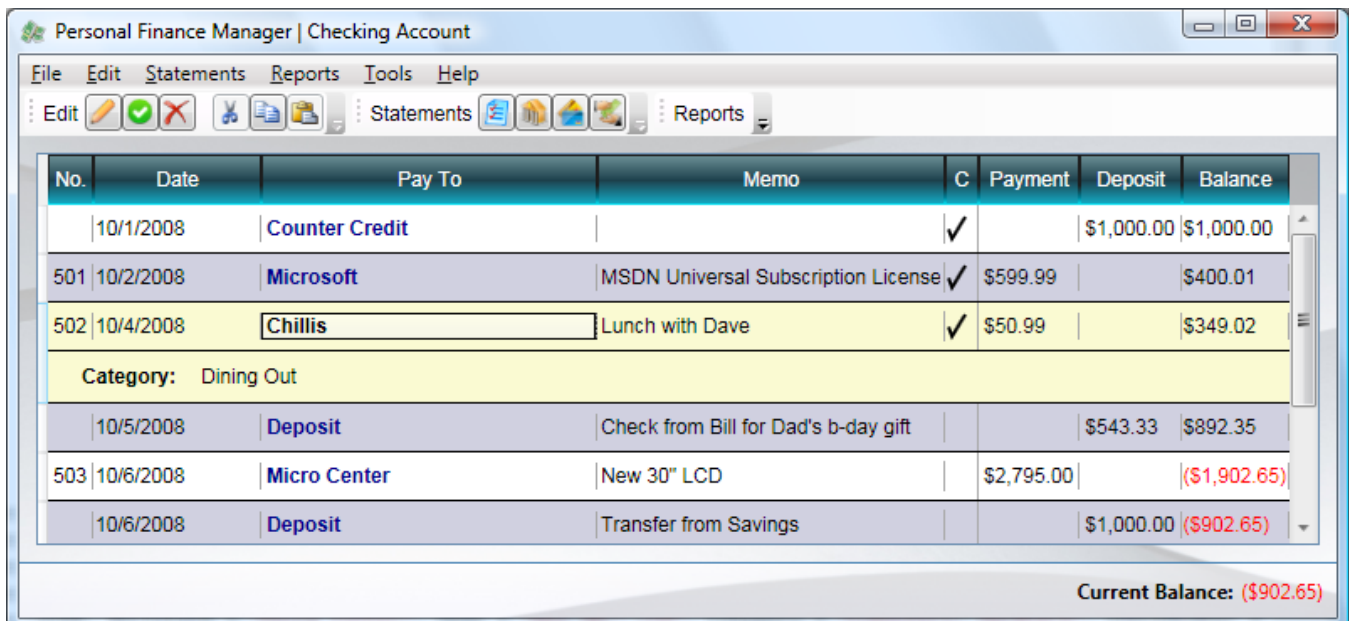 Personal Finance Manager | Checking Account
File Edit Statements Reports Tools Help
Edit Statements Reports
No. Date Pay To Memo C Payment Deposit Balance
10/1/2008 Counter Credit $1,000.00 $1,000.00
501 10/2/2008 Microsoft MSDN Universal Subscription License $599.99 $400.01
502 10/4/2008 Chillis Lunch with Dave $50.99 $349.02
Category: Dining Out
10/5/2008 Deposit Check from Bill for Dad's b-day gift $543.33 $892.35
503 10/6/2008 Micro Center New 30" LCD $2,795.00 ($1,902.65)
10/6/2008 Deposit Transfer from Savings $1,000.00 ($902.65)
Current Balance: ($902.65)